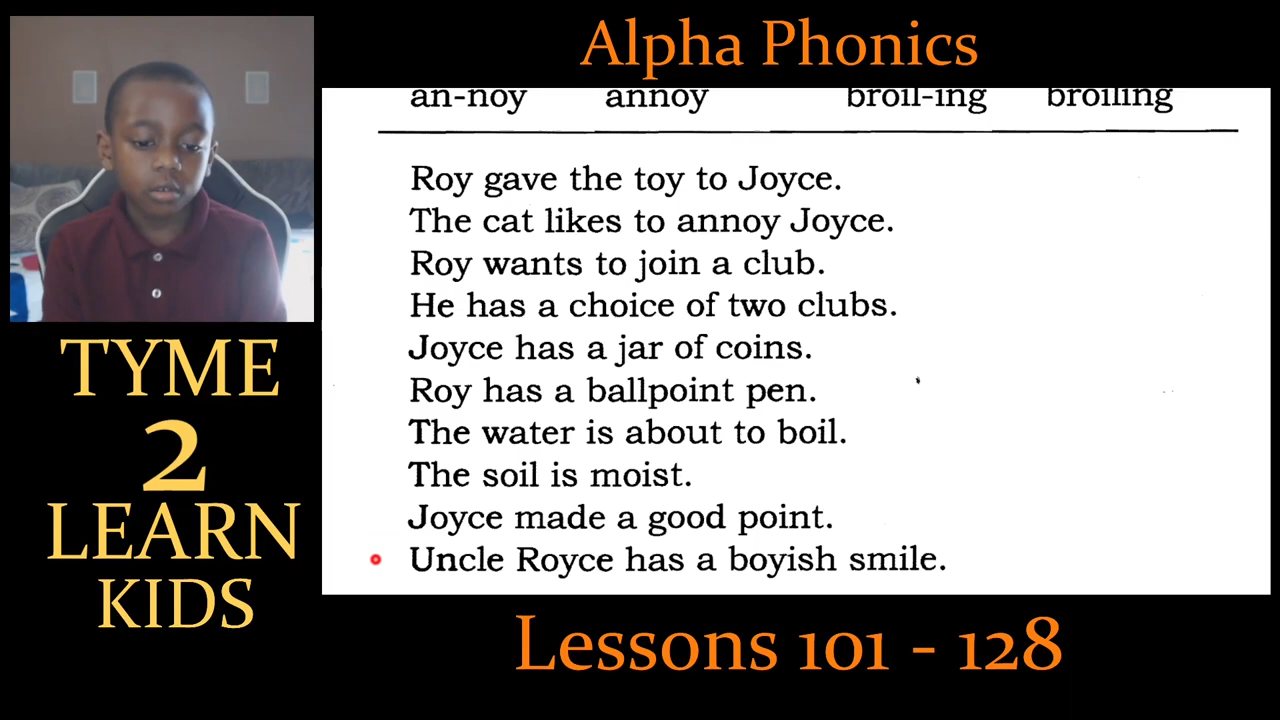 Alpha Phonics
an-noy annoy broil-ing broiling
Roy gave the toy to Joyce.
The cat likes to annoy Joyce.
Roy wants to join a club.
He has a choice of two clubs.
Joyce has a jar of coins.
Roy has a ballpoint pen.
The water is about to boil.
The soil is moist.
Joyce made a good point.
Uncle Royce has a boyish smile.
TYME
2
LEARN
KIDS
Lessons 101 - 128